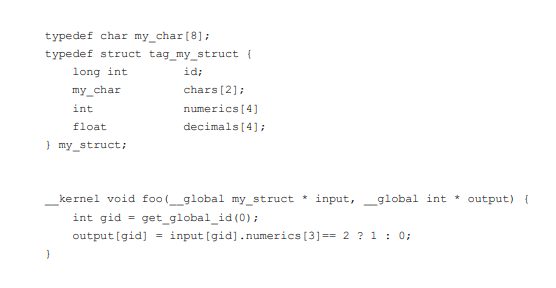 typedef char my_char[8];
typedef struct tag_my_struct {
    long int        id;
    my_char         chars[2];
    int             numerics[4]
    float           decimals[4];
} my_struct;

__kernel void foo(__global my_struct * input, __global int * output) {
    int gid = get_global_id(0);
    output[gid] = input[gid].numerics[3]== 2 ? 1 : 0;
}